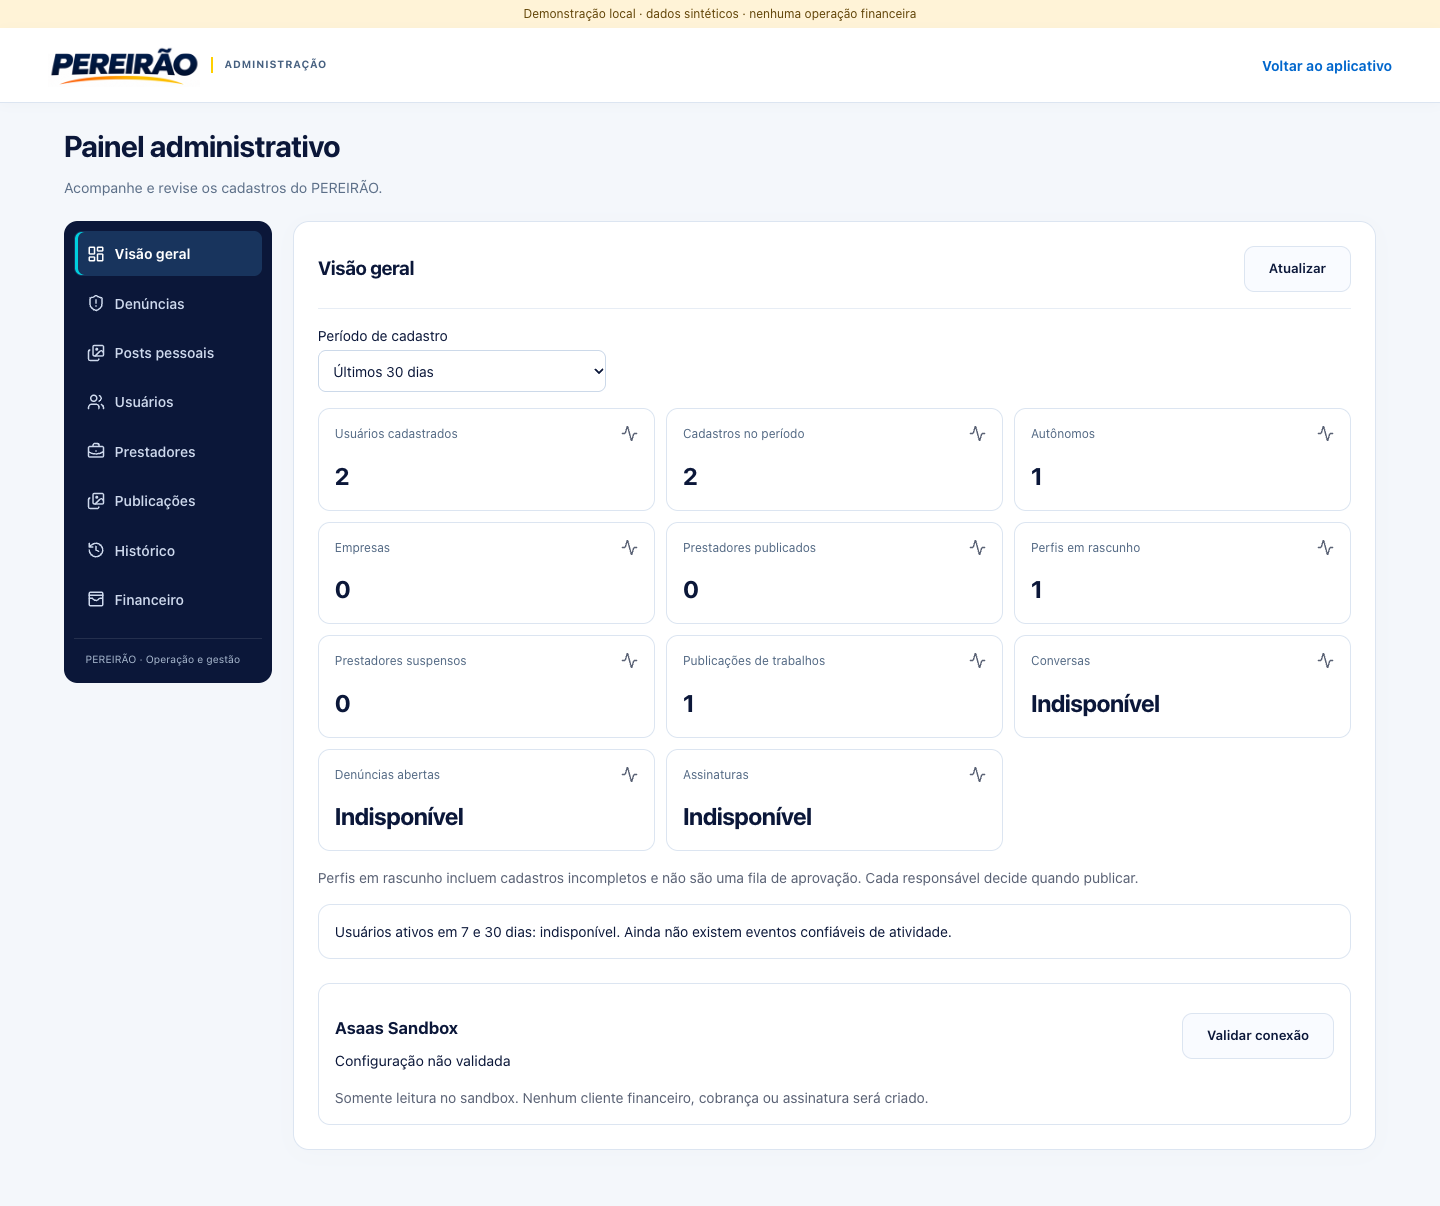 Demonstração local · dados sintéticos · nenhuma operação financeira
PEREIRÃO
ADMINISTRAÇÃO
Voltar ao aplicativo
Painel administrativo
Acompanhe e revise os cadastros do PEREIRÃO.
Visão geral
Denúncias
Posts pessoais
Usuários
Prestadores
Publicações
Histórico
Financeiro
PEREIRÃO · Operação e gestão
Visão geral
Atualizar
Período de cadastro
Últimos 30 dias
Usuários cadastrados
2
Cadastros no período
2
Autônomos
1
Empresas
0
Prestadores publicados
0
Perfis em rascunho
1
Prestadores suspensos
0
Publicações de trabalhos
1
Conversas
Indisponível
Denúncias abertas
Indisponível
Assinaturas
Indisponível
Perfis em rascunho incluem cadastros incompletos e não são uma fila de aprovação. Cada responsável decide quando publicar.
Usuários ativos em 7 e 30 dias: indisponível. Ainda não existem eventos confiáveis de atividade.
Asaas Sandbox
Validar conexão
Configuração não validada
Somente leitura no sandbox. Nenhum cliente financeiro, cobrança ou assinatura será criado.